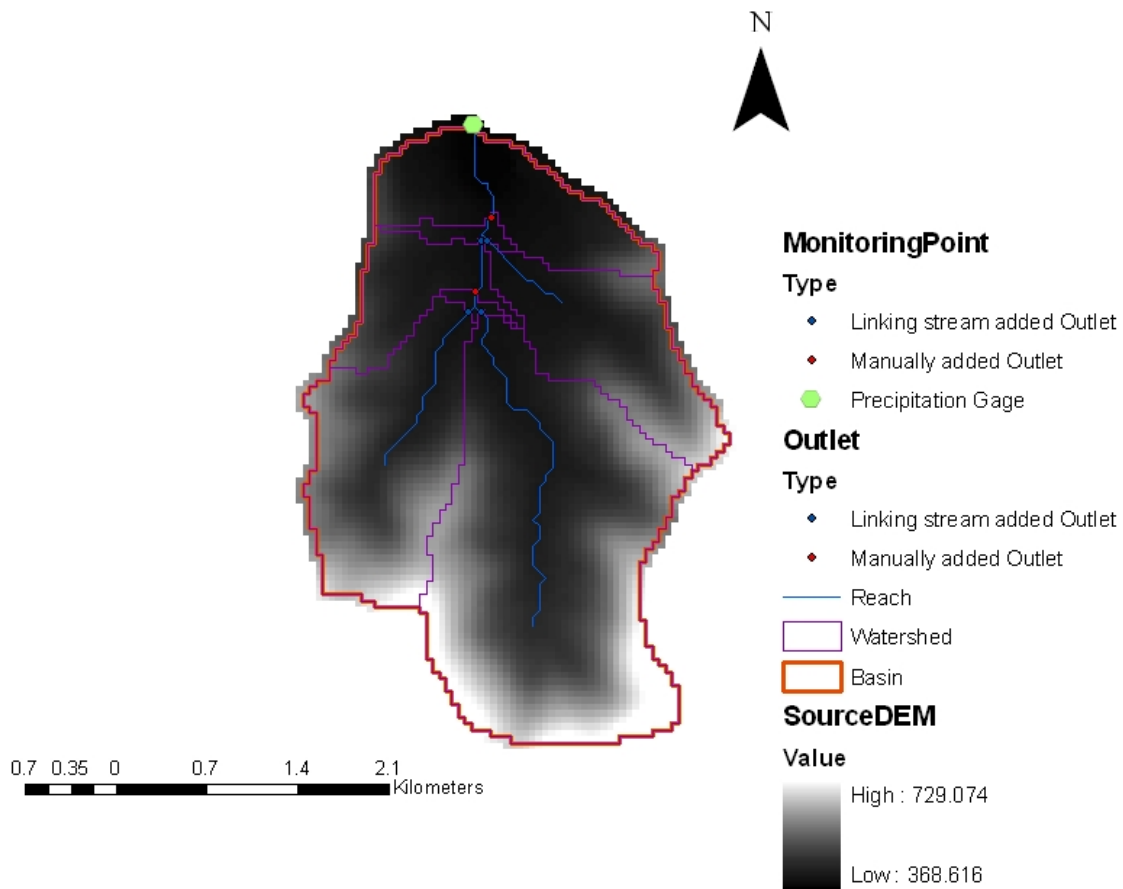 N
MonitoringPoint
Type
Linking stream added Outlet
Manually added Outlet
Precipitation Gage
Outlet
Type
Linking stream added Outlet
Manually added Outlet
Reach
Watershed
Basin
SourceDEM
Value
High : 729.074
Low : 368.616
0.7 0.35 0 0.7 1.4 2.1
Kilometers